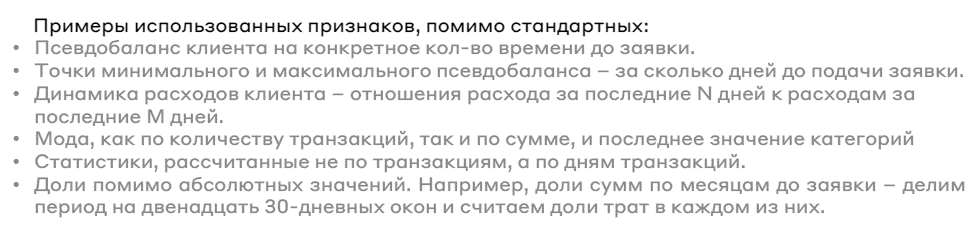 Примеры использованных признаков, помимо стандартных:
• Псевдобаланс клиента на конкретное кол-во времени до заявки.
• Точки минимального и максимального псевдобаланса – за сколько дней до подачи заявки.
• Динамика расходов клиента – отношения расхода за последние N дней к расходам за
последние M дней.
• Мода, как по количеству транзакций, так и по сумме, и последнее значение категорий
• Статистики, рассчитанные не по транзакциям, а по дням транзакций.
• Доли помимо абсолютных значений. Например, доли сумм по месяцам до заявки – делим
период на двенадцать 30-дневных окон и считаем доли трат в каждом из них.